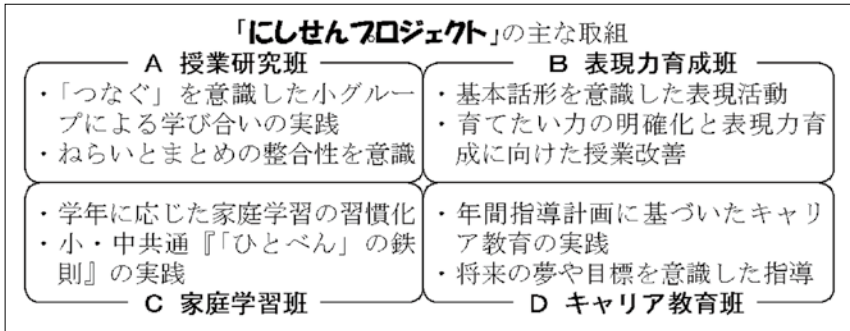 「にしせんプロジェクト」の主な取組
A 授業研究班
・「つなぐ」を意識した小グルー
プによる学び合いの実践
・ねらいとまとめの整合性を意識
B 表現力育成班
・基本話形を意識した表現活動
・育てたい力の明確化と表現力育
成に向けた授業改善
・学年に応じた家庭学習の習慣化
・小・中共通『「ひとべん」の鉄
則』の実践
C 家庭学習班
・年間指導計画に基づいたキャリ
ア教育の実践
・将来の夢や目標を意識した指導
D キャリア教育班